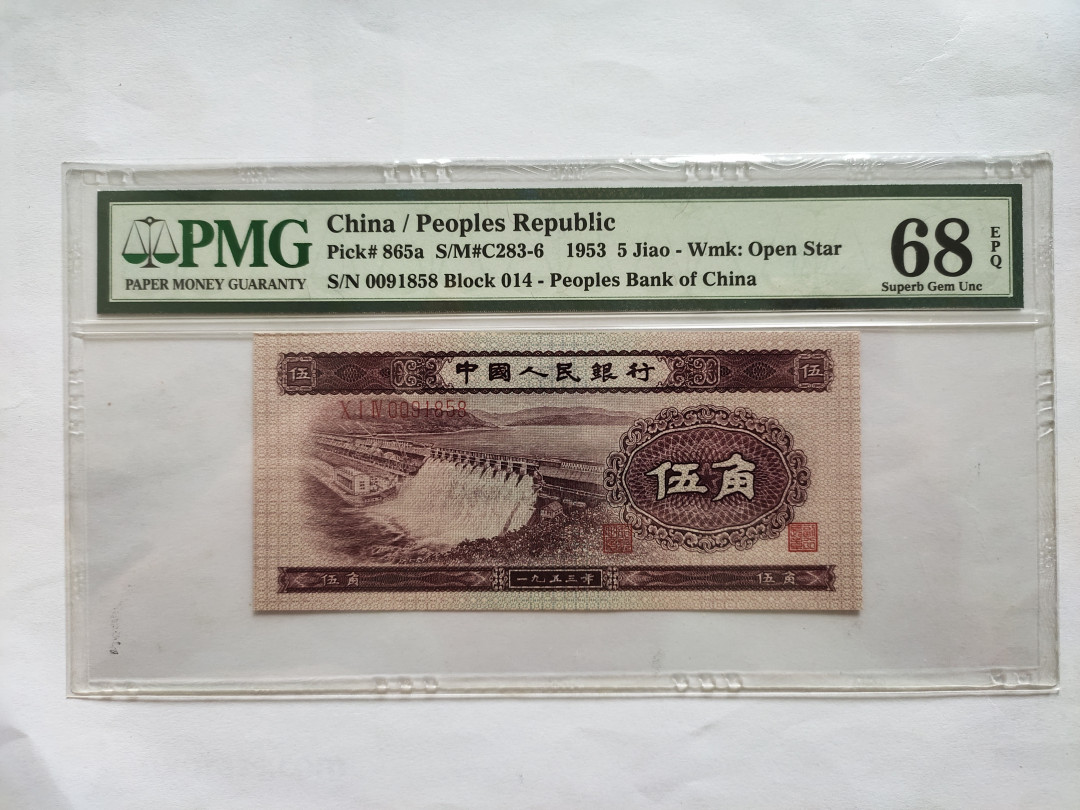 PMG
PAPER MONEY GUARANTY
China / Peoples Republic
Pick# 865a S/M#C283-6 1953 5 Jiao - Wmk: Open Star
S/N 0091858 Block 014 - Peoples Bank of China
68
EPQ
Superb Gem Unc
伍 中國人民銀行 伍
X I IV 0091858
伍角
伍角 一九五三年 伍角